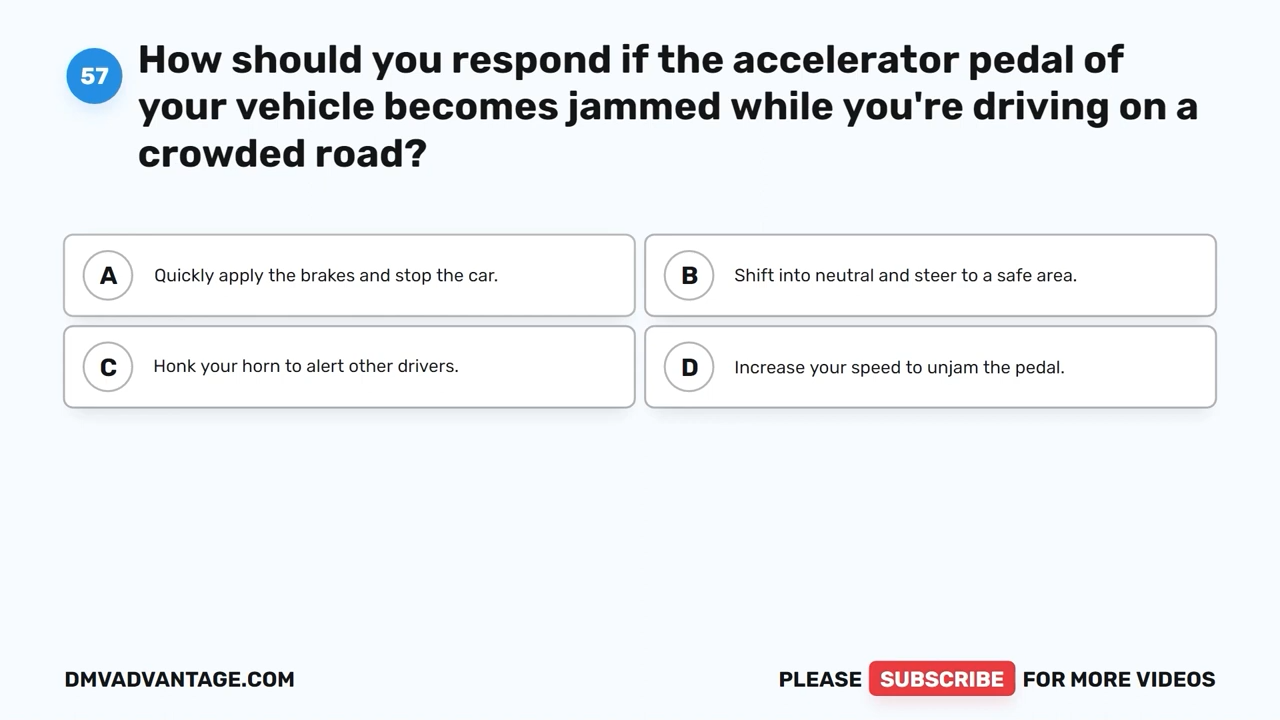 57
How should you respond if the accelerator pedal of
your vehicle becomes jammed while you're driving on a
crowded road?
A Quickly apply the brakes and stop the car.
B Shift into neutral and steer to a safe area.
C Honk your horn to alert other drivers.
D Increase your speed to unjam the pedal.
DMVADVANTAGE.COM
PLEASE SUBSCRIBE FOR MORE VIDEOS